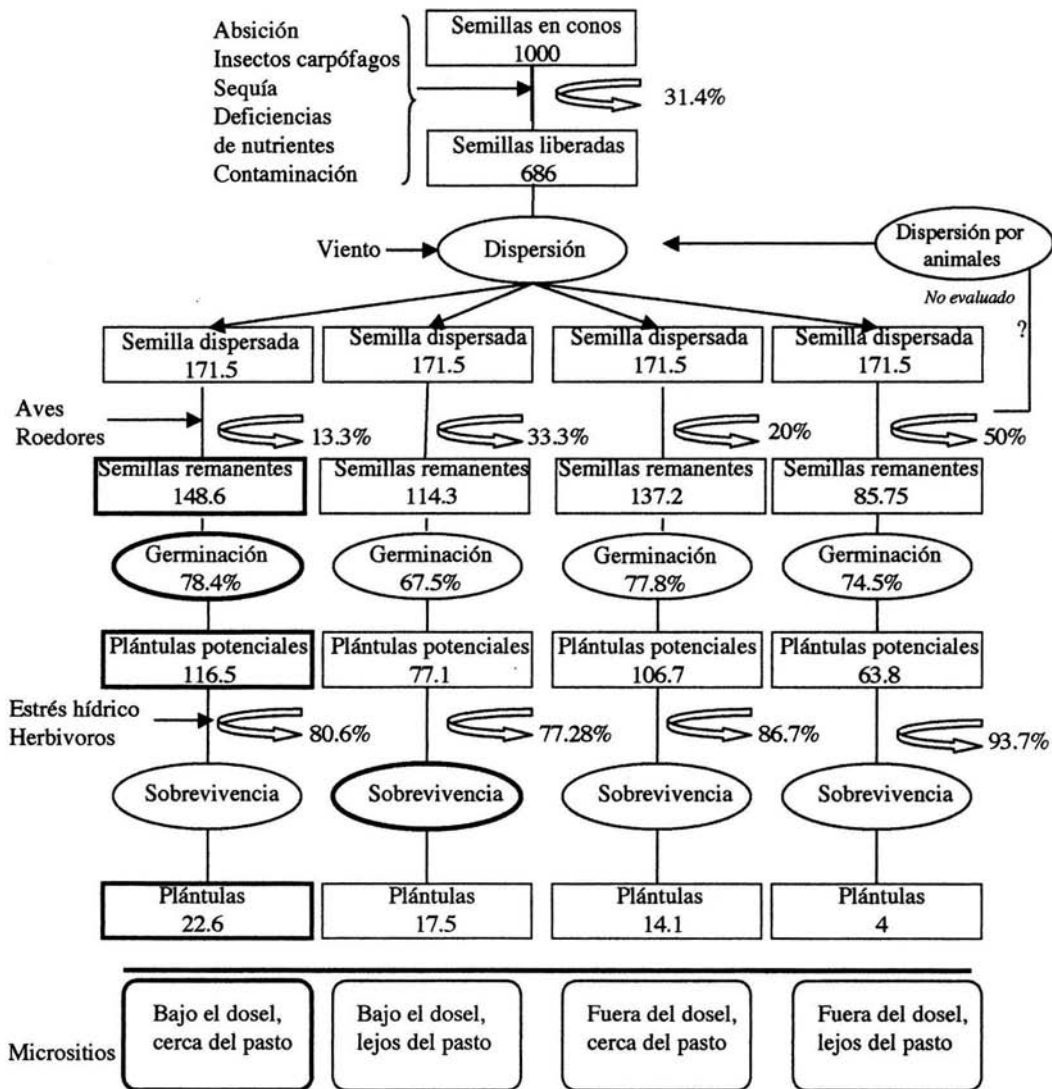 Absición
Insectos carpófagos
Sequía
Deficiencias
de nutrientes
Contaminación
Semillas en conos
1000
31.4%
Semillas liberadas
686
Viento
Dispersión
Dispersión por
animales
No evaluado
?
Semilla dispersada
171.5
Semilla dispersada
171.5
Semilla dispersada
171.5
Semilla dispersada
171.5
Aves
Roedores
13.3%
33.3%
20%
50%
Semillas remanentes
148.6
Semillas remanentes
114.3
Semillas remanentes
137.2
Semillas remanentes
85.75
Germinación
78.4%
Germinación
67.5%
Germinación
77.8%
Germinación
74.5%
Plántulas potenciales
116.5
Plántulas potenciales
77.1
Plántulas potenciales
106.7
Plántulas potenciales
63.8
Estrés hídrico
Herbivoros
80.6%
77.28%
86.7%
93.7%
Sobrevivencia
Sobrevivencia
Sobrevivencia
Sobrevivencia
Plántulas
22.6
Plántulas
17.5
Plántulas
14.1
Plántulas
4
Micrositios
Bajo el dosel,
cerca del pasto
Bajo el dosel,
lejos del pasto
Fuera del dosel,
cerca del pasto
Fuera del dosel,
lejos del pasto